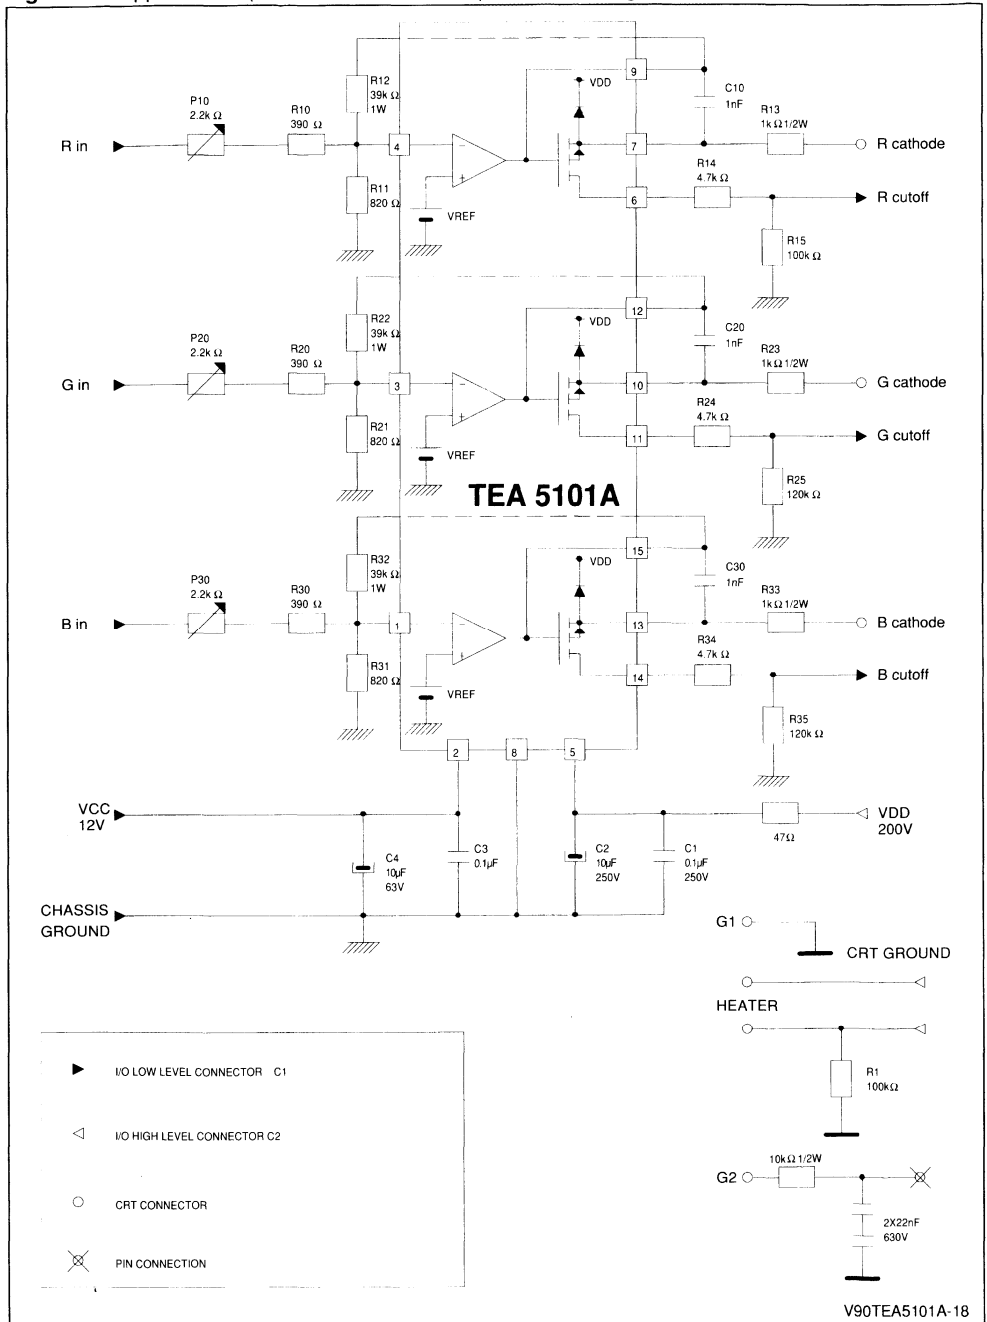 R12
39k Ω
1W
P10
2.2k Ω
R10
390 Ω
R in
4
R11
820 Ω
VREF
VDD
9
7
6
C10
1nF
R13
1k Ω 1/2W
R14
4.7k Ω
R cathode
R cutoff
R15
100k Ω
R22
39k Ω
1W
P20
2.2k Ω
R20
390 Ω
G in
3
R21
820 Ω
VREF
VDD
12
10
11
C20
1nF
R23
1k Ω 1/2W
R24
4.7k Ω
G cathode
G cutoff
R25
120k Ω
TEA 5101A
R32
39k Ω
1W
P30
2.2k Ω
R30
390 Ω
B in
1
R31
820 Ω
VREF
VDD
15
13
14
C30
1nF
R33
1k Ω 1/2W
R34
4.7k Ω
B cathode
B cutoff
R35
120k Ω
2
8
5
VCC
12V
C4
10µF
63V
C3
0.1µF
C2
10µF
250V
C1
0.1µF
250V
47Ω
VDD
200V
CHASSIS
GROUND
G1
CRT GROUND
HEATER
R1
100kΩ
10kΩ 1/2W
G2
2X22nF
630V
I/O LOW LEVEL CONNECTOR C1
I/O HIGH LEVEL CONNECTOR C2
CRT CONNECTOR
PIN CONNECTION
V90TEA5101A-18